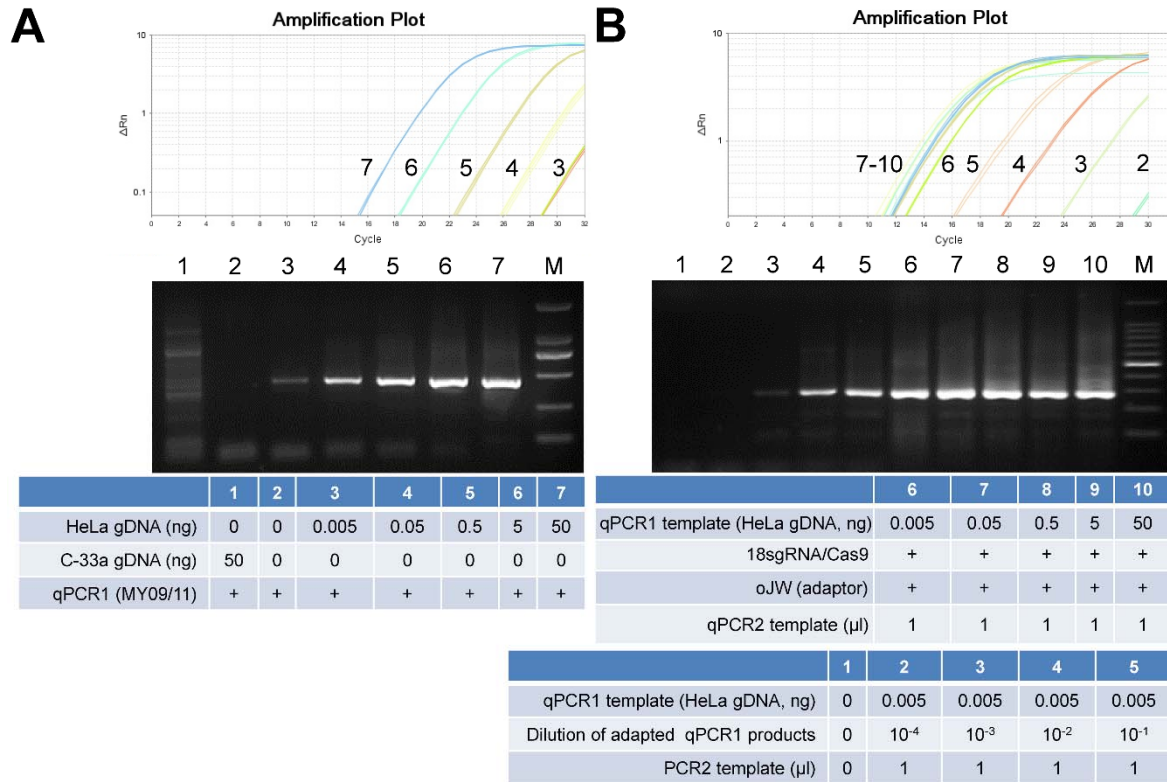 A
Amplification Plot
ΔRn
10
1
0.1
7 6 5 4 3
0 2 4 6 8 10 12 14 16 18 20 22 24 26 28 30 32
Cycle
1 2 3 4 5 6 7 M
1 2 3 4 5 6 7
HeLa gDNA (ng) 0 0 0.005 0.05 0.5 5 50
C-33a gDNA (ng) 50 0 0 0 0 0 0
qPCR1 (MY09/11) + + + + + + +
B
Amplification Plot
ΔRn
10
1
7-10 6 5 4 3 2
0 2 4 6 8 10 12 14 16 18 20 22 24 26 28 30
Cycle
1 2 3 4 5 6 7 8 9 10 M
6 7 8 9 10
qPCR1 template (HeLa gDNA, ng) 0.005 0.05 0.5 5 50
18sgRNA/Cas9 + + + + +
oJW (adaptor) + + + + +
qPCR2 template (µl) 1 1 1 1 1
1 2 3 4 5
qPCR1 template (HeLa gDNA, ng) 0 0.005 0.005 0.005 0.005
Dilution of adapted qPCR1 products 0 10⁻⁴ 10⁻³ 10⁻² 10⁻¹
PCR2 template (µl) 0 1 1 1 1